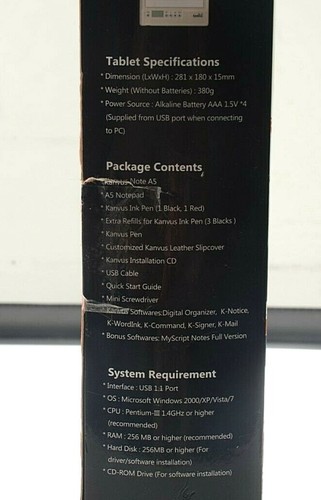 Tablet Specifications
* Dimension (LxWxH) : 281 x 180 x 15mm
* Weight (Without Batteries) : 380g
* Power Source : Alkaline Battery AAA 1.5V *4
(Supplied from USB port when connecting
to PC)
Package Contents
* Kanvus Note A5
* A5 Notepad
* Kanvus Ink Pen (1 Black, 1 Red)
* Extra Refills for Kanvus Ink Pen (3 Blacks )
* Kanvus Pen
* Customized Kanvus Leather Slipcover
* Kanvus Installation CD
* USB Cable
* Quick Start Guide
* Mini Screwdriver
Softwares:Digital Organizer, K-Notice,
K-WordInk, K-Command, K-Signer, K-Mail
* Bonus Softwares: MyScript Notes Full Version
System Requirement
* Interface : USB 1.1 Port
* OS : Microsoft Windows 2000/XP/Vista/7
* CPU : Pentium-III 1.4GHz or higher
(recommended)
* RAM : 256 MB or higher (recommended)
* Hard Disk : 256MB or higher (For
driver/software installation)
* CD-ROM Drive (For software installation)